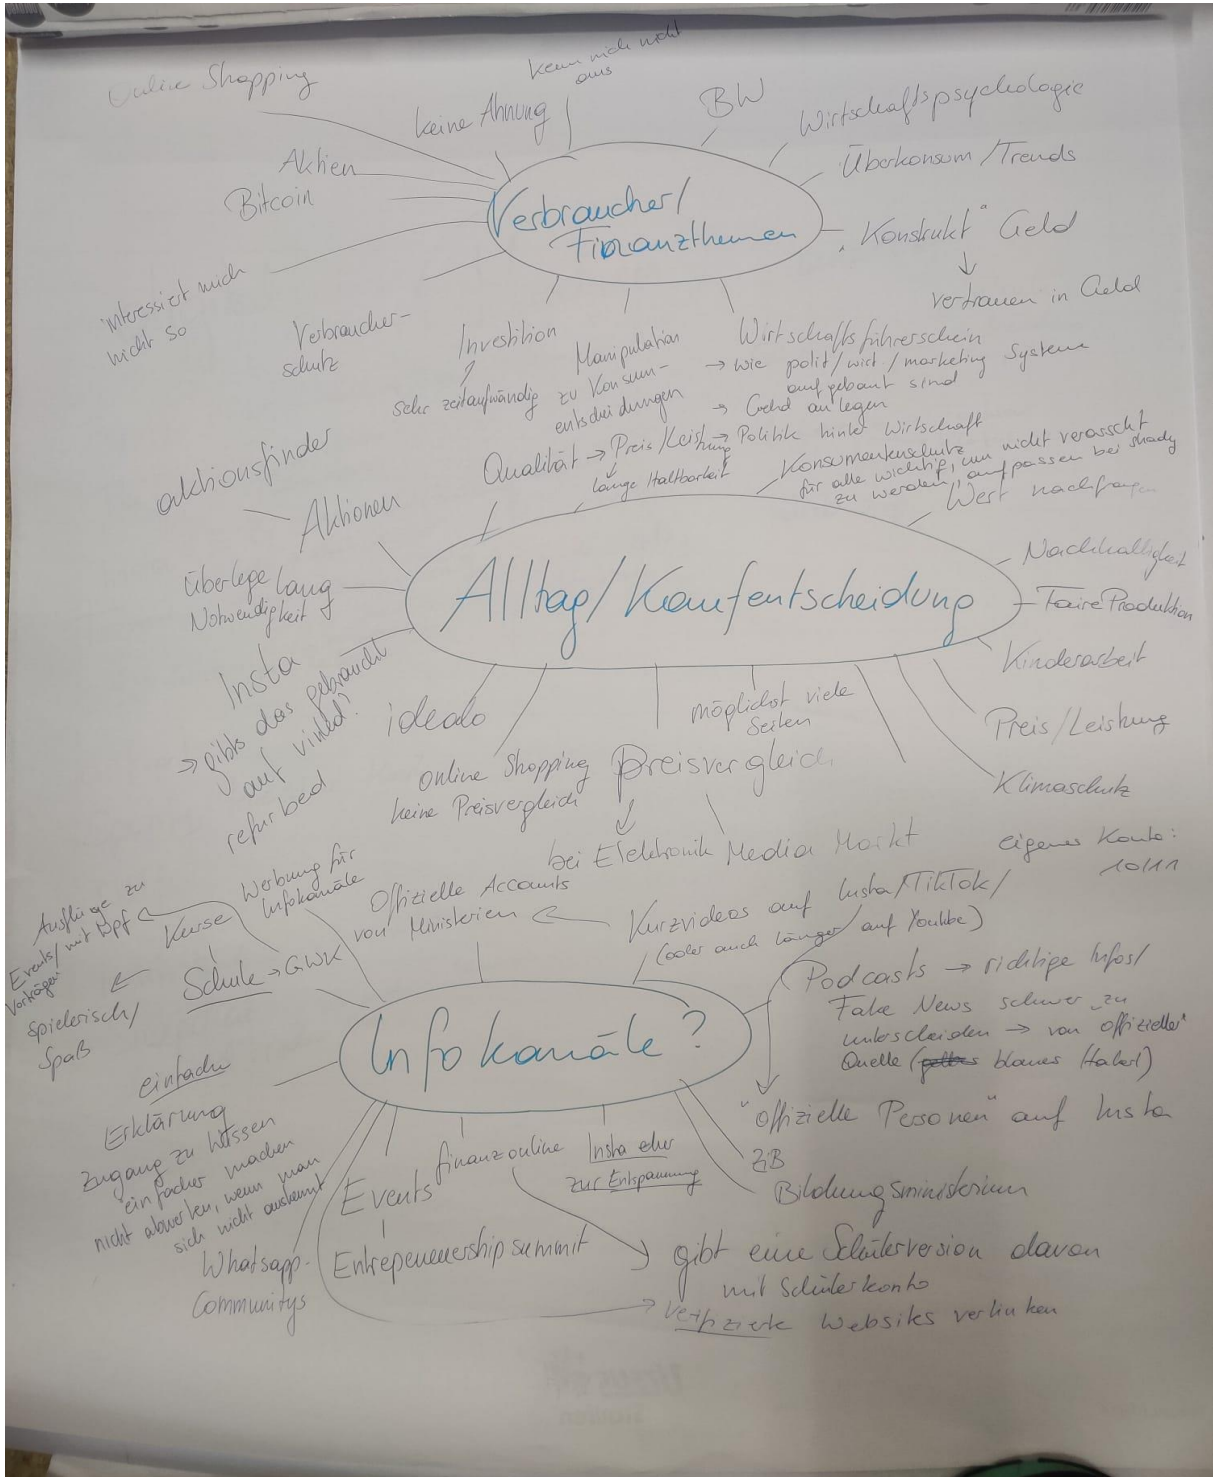 Online Shopping
kenn mich nicht
aus
keine Ahnung
BW
Wirtschaftspsychologie
Aktien
Bitcoin
Überkonsum / Trends
Verbraucher/
Finanzthemen
"Konstrukt" Geld
↓
vertrauen in Geld
interessiert mich
nicht so
Verbraucher-
schutz
Investition
sehr zeitaufwändig
Manipulation
zu Konsum-
entscheidungen
Wirtschaftsführerschein
→ wie polit / wirt / marketing Systeme
aufgebaut sind
→ Geld anlegen
→ Politik hinter Wirtschaft
Qualität → Preis/Leistung
↓
lange Haltbarkeit
Konsumentenschutz
für alle wichtig, um nicht verarscht
zu werden, aufpassen bei shady
aktionsfinder
Aktionen
Wert nachfragen
Überlege lang
Notwendigkeit
Alltag/Kaufentscheidung
Nachhaltigkeit
Faire Produktion
Kinderarbeit
Preis/Leistung
Klimaschutz
Insta
⇒ gibts das gebraucht
auf vinted?
refurbed
idealo
online Shopping
keine Preisvergleich
möglichst viele
Seiten
Preisvergleich
↓
bei Elektronik
Media Markt
eigenes Konto:
10/11
Ausflüge zu
Events/ mit
Vorträgen
Kurse
spielerisch/
Spaß
Schule → GWK
Werbung für
Infokanäle
Offizielle Accounts
von Ministerien
Kurzvideos auf Insta/TikTok/
(oder auch länger auf Youtube)
Podcasts → richtige Infos/
Fake News schwer zu
unterscheiden → von offizieller
Quelle (gelbes blaues Hakerl)
Infokanäle?
einfache
Erklärung
Zugang zu Wissen
einfacher machen
nicht abwerten, wenn man
sich nicht auskennt
Whatsapp-
Communitys
Events
Entrepeneuership summit
finanzonline
Insta eher
zur Entspannung
"offizielle Personen" auf Insta
ZiB
Bildungsministerium
gibt eine Schülerversion davon
mit Schülerkonto
verifizierte Websites verlinken